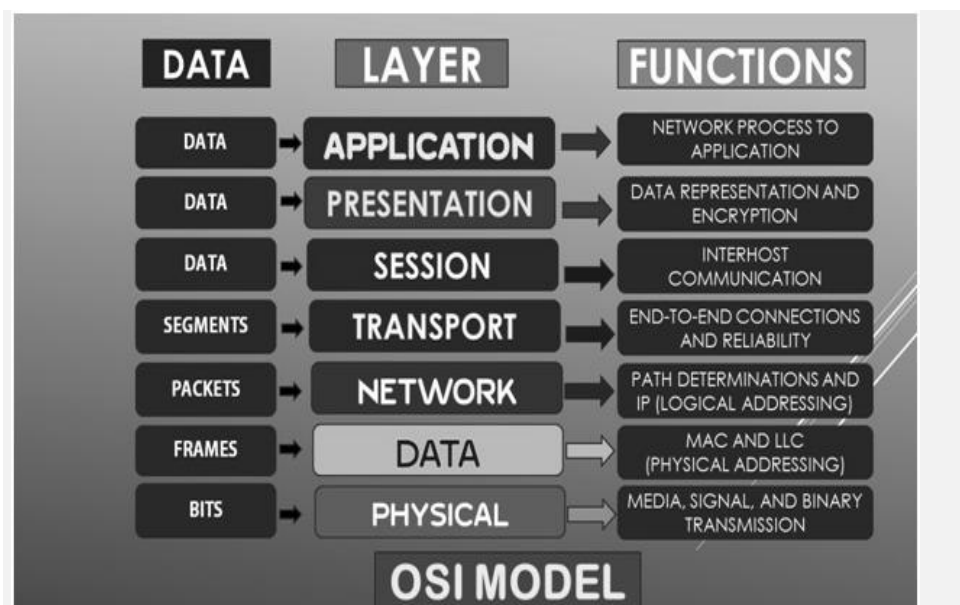 DATA LAYER FUNCTIONS
DATA APPLICATION NETWORK PROCESS TO
APPLICATION
DATA PRESENTATION DATA REPRESENTATION AND
ENCRYPTION
DATA SESSION INTERHOST
COMMUNICATION
SEGMENTS TRANSPORT END-TO-END CONNECTIONS
AND RELIABILITY
PACKETS NETWORK PATH DETERMINATIONS AND
IP (LOGICAL ADDRESSING)
FRAMES DATA MAC AND LLC
(PHYSICAL ADDRESSING)
BITS PHYSICAL MEDIA, SIGNAL, AND BINARY
TRANSMISSION
OSI MODEL